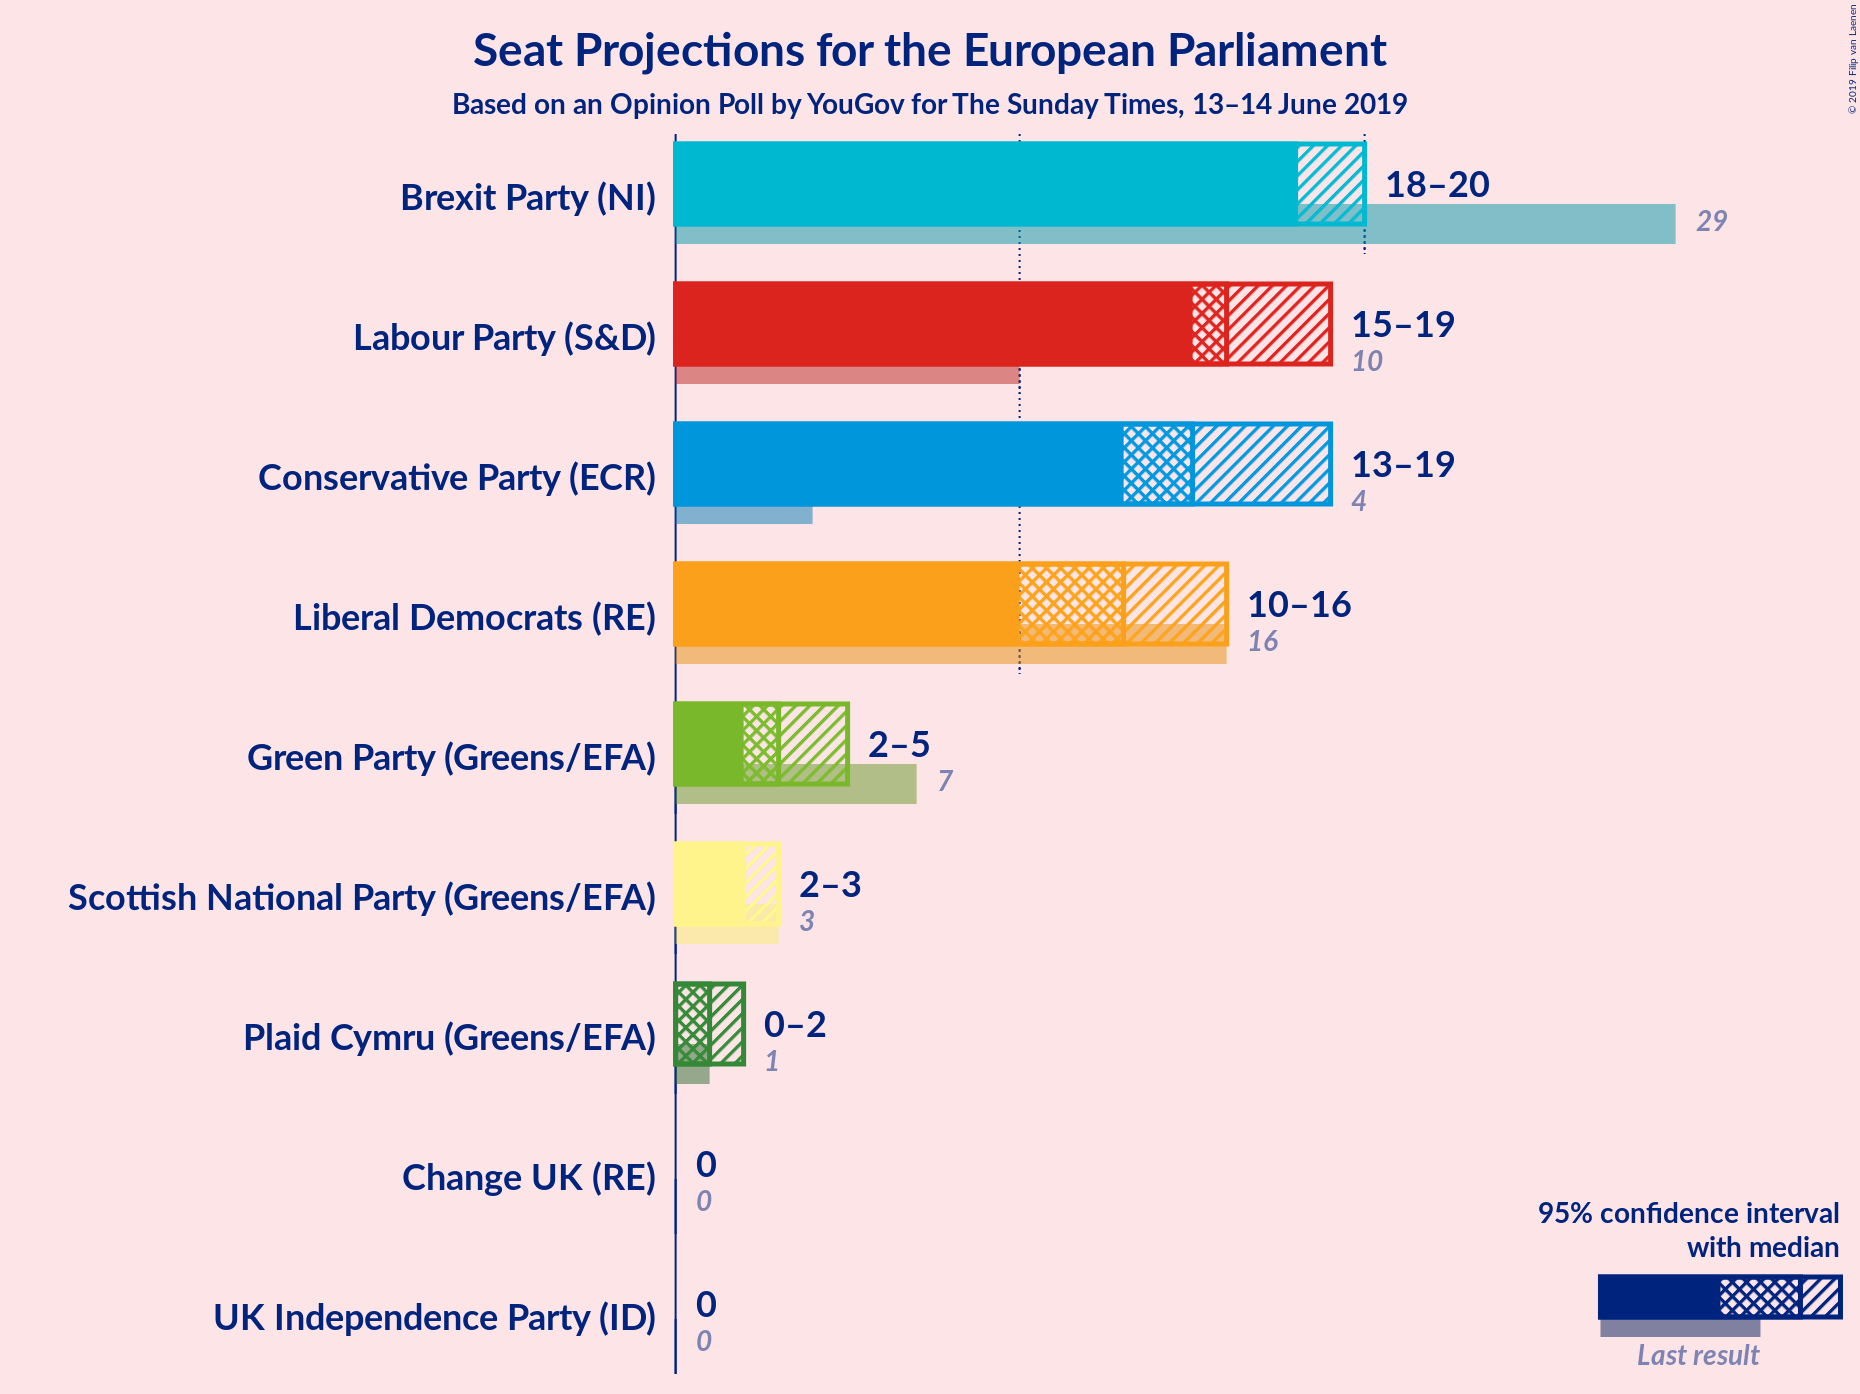 Seat Projections for the European Parliament
Based on an Opinion Poll by YouGov for The Sunday Times, 13–14 June 2019
© 2019 Filip van Laenen
Brexit Party (NI)
18–20
29
Labour Party (S&D)
15–19
10
Conservative Party (ECR)
13–19
4
Liberal Democrats (RE)
10–16
16
Green Party (Greens/EFA)
2–5
7
Scottish National Party (Greens/EFA)
2–3
3
Plaid Cymru (Greens/EFA)
0–2
1
Change UK (RE)
0
0
UK Independence Party (ID)
0
0
95% confidence interval
with median
Last result